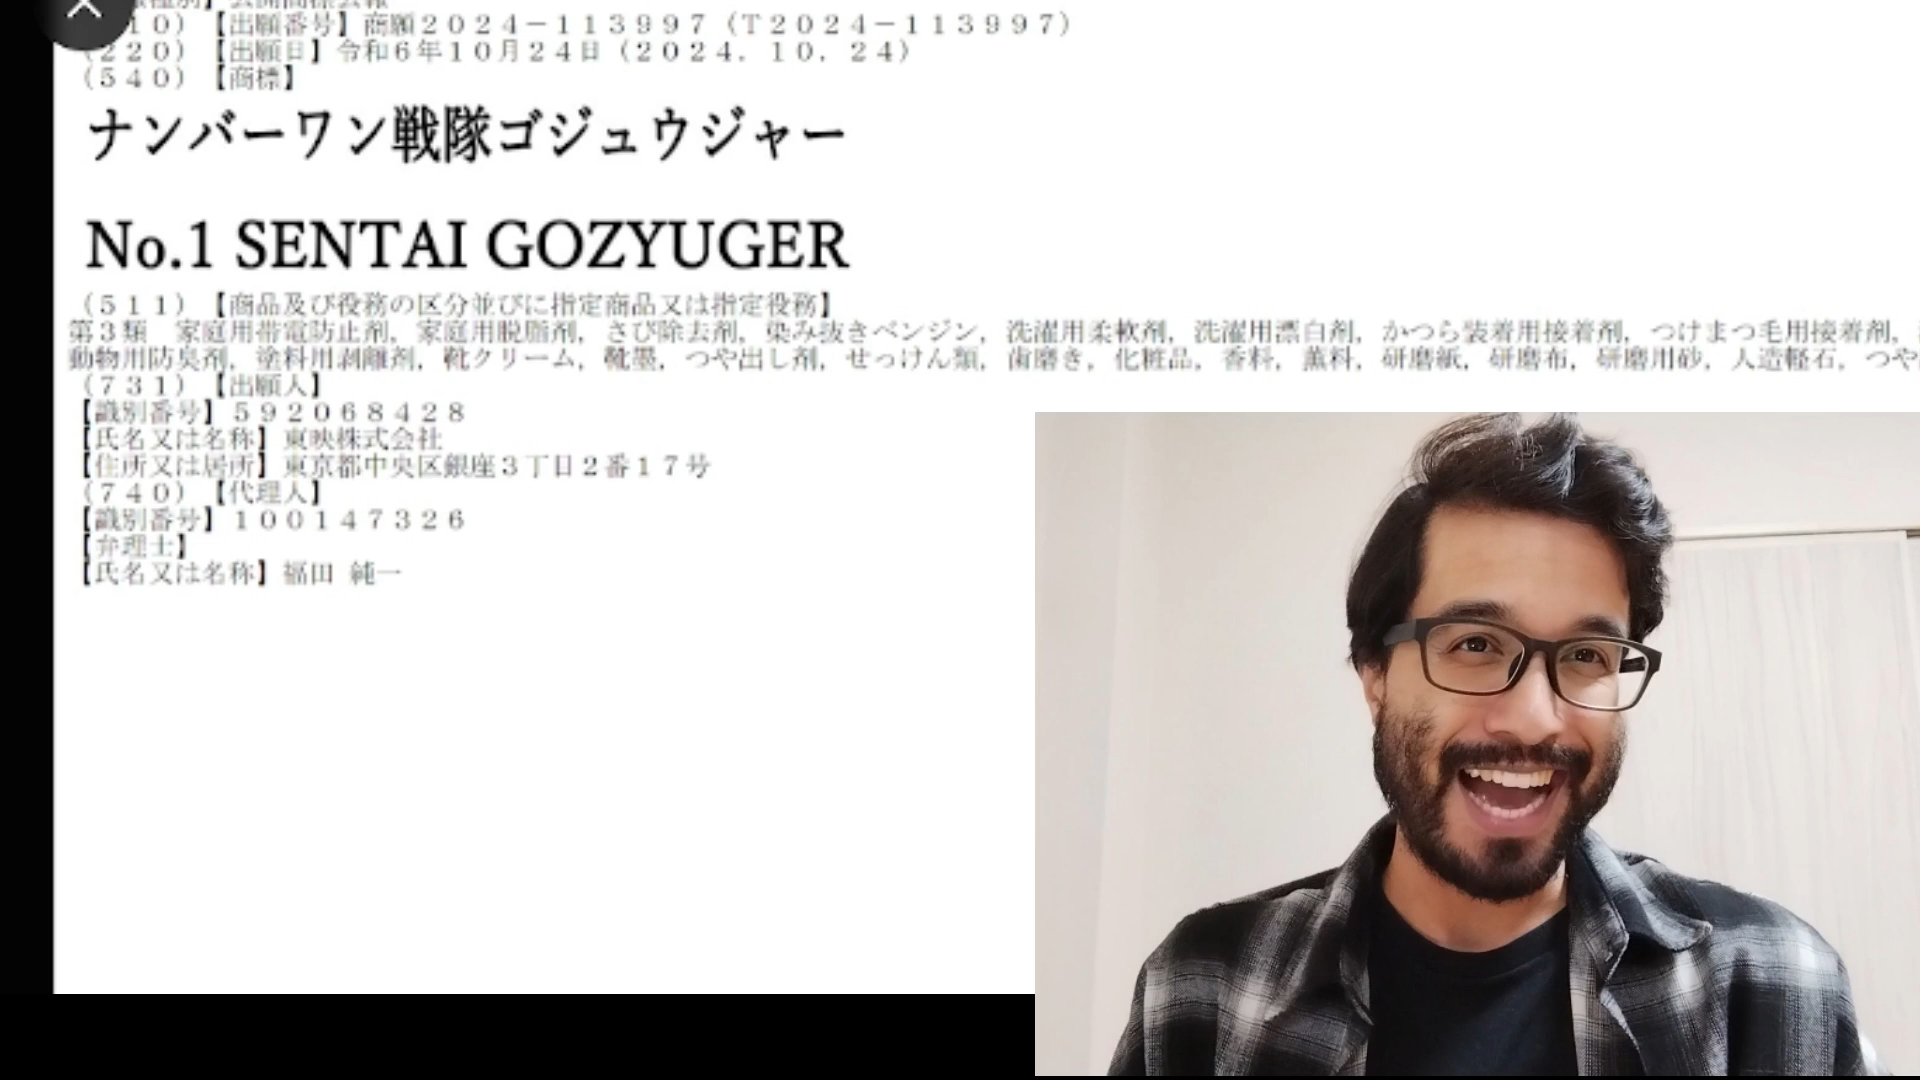 10）【出願番号】商願２０２４－１１３９９７（Ｔ２０２４－１１３９９７）
（２２０）【出願日】令和６年１０月２４日（２０２４．１０．２４）
（５４０）【商標】
ナンバーワン戦隊ゴジュウジャー
No.1 SENTAI GOZYUGER
（５１１）【商品及び役務の区分並びに指定商品又は指定役務】
第３類　家庭用帯電防止剤，家庭用脱脂剤，さび除去剤，染み抜きベンジン，洗濯用柔軟剤，洗濯用漂白剤，かつら装着用接着剤，つけまつ毛用接着剤，
動物用防臭剤，塗料用剥離剤，靴クリーム，靴墨，つや出し剤，せっけん類，歯磨き，化粧品，香料，薫料，研磨紙，研磨布，研磨用砂，人造軽石，つや
（７３１）【出願人】
【識別番号】５９２０６８４２８
【氏名又は名称】東映株式会社
【住所又は居所】東京都中央区銀座３丁目２番１７号
（７４０）【代理人】
【識別番号】１００１４７３２６
【弁理士】
【氏名又は名称】福田 純一